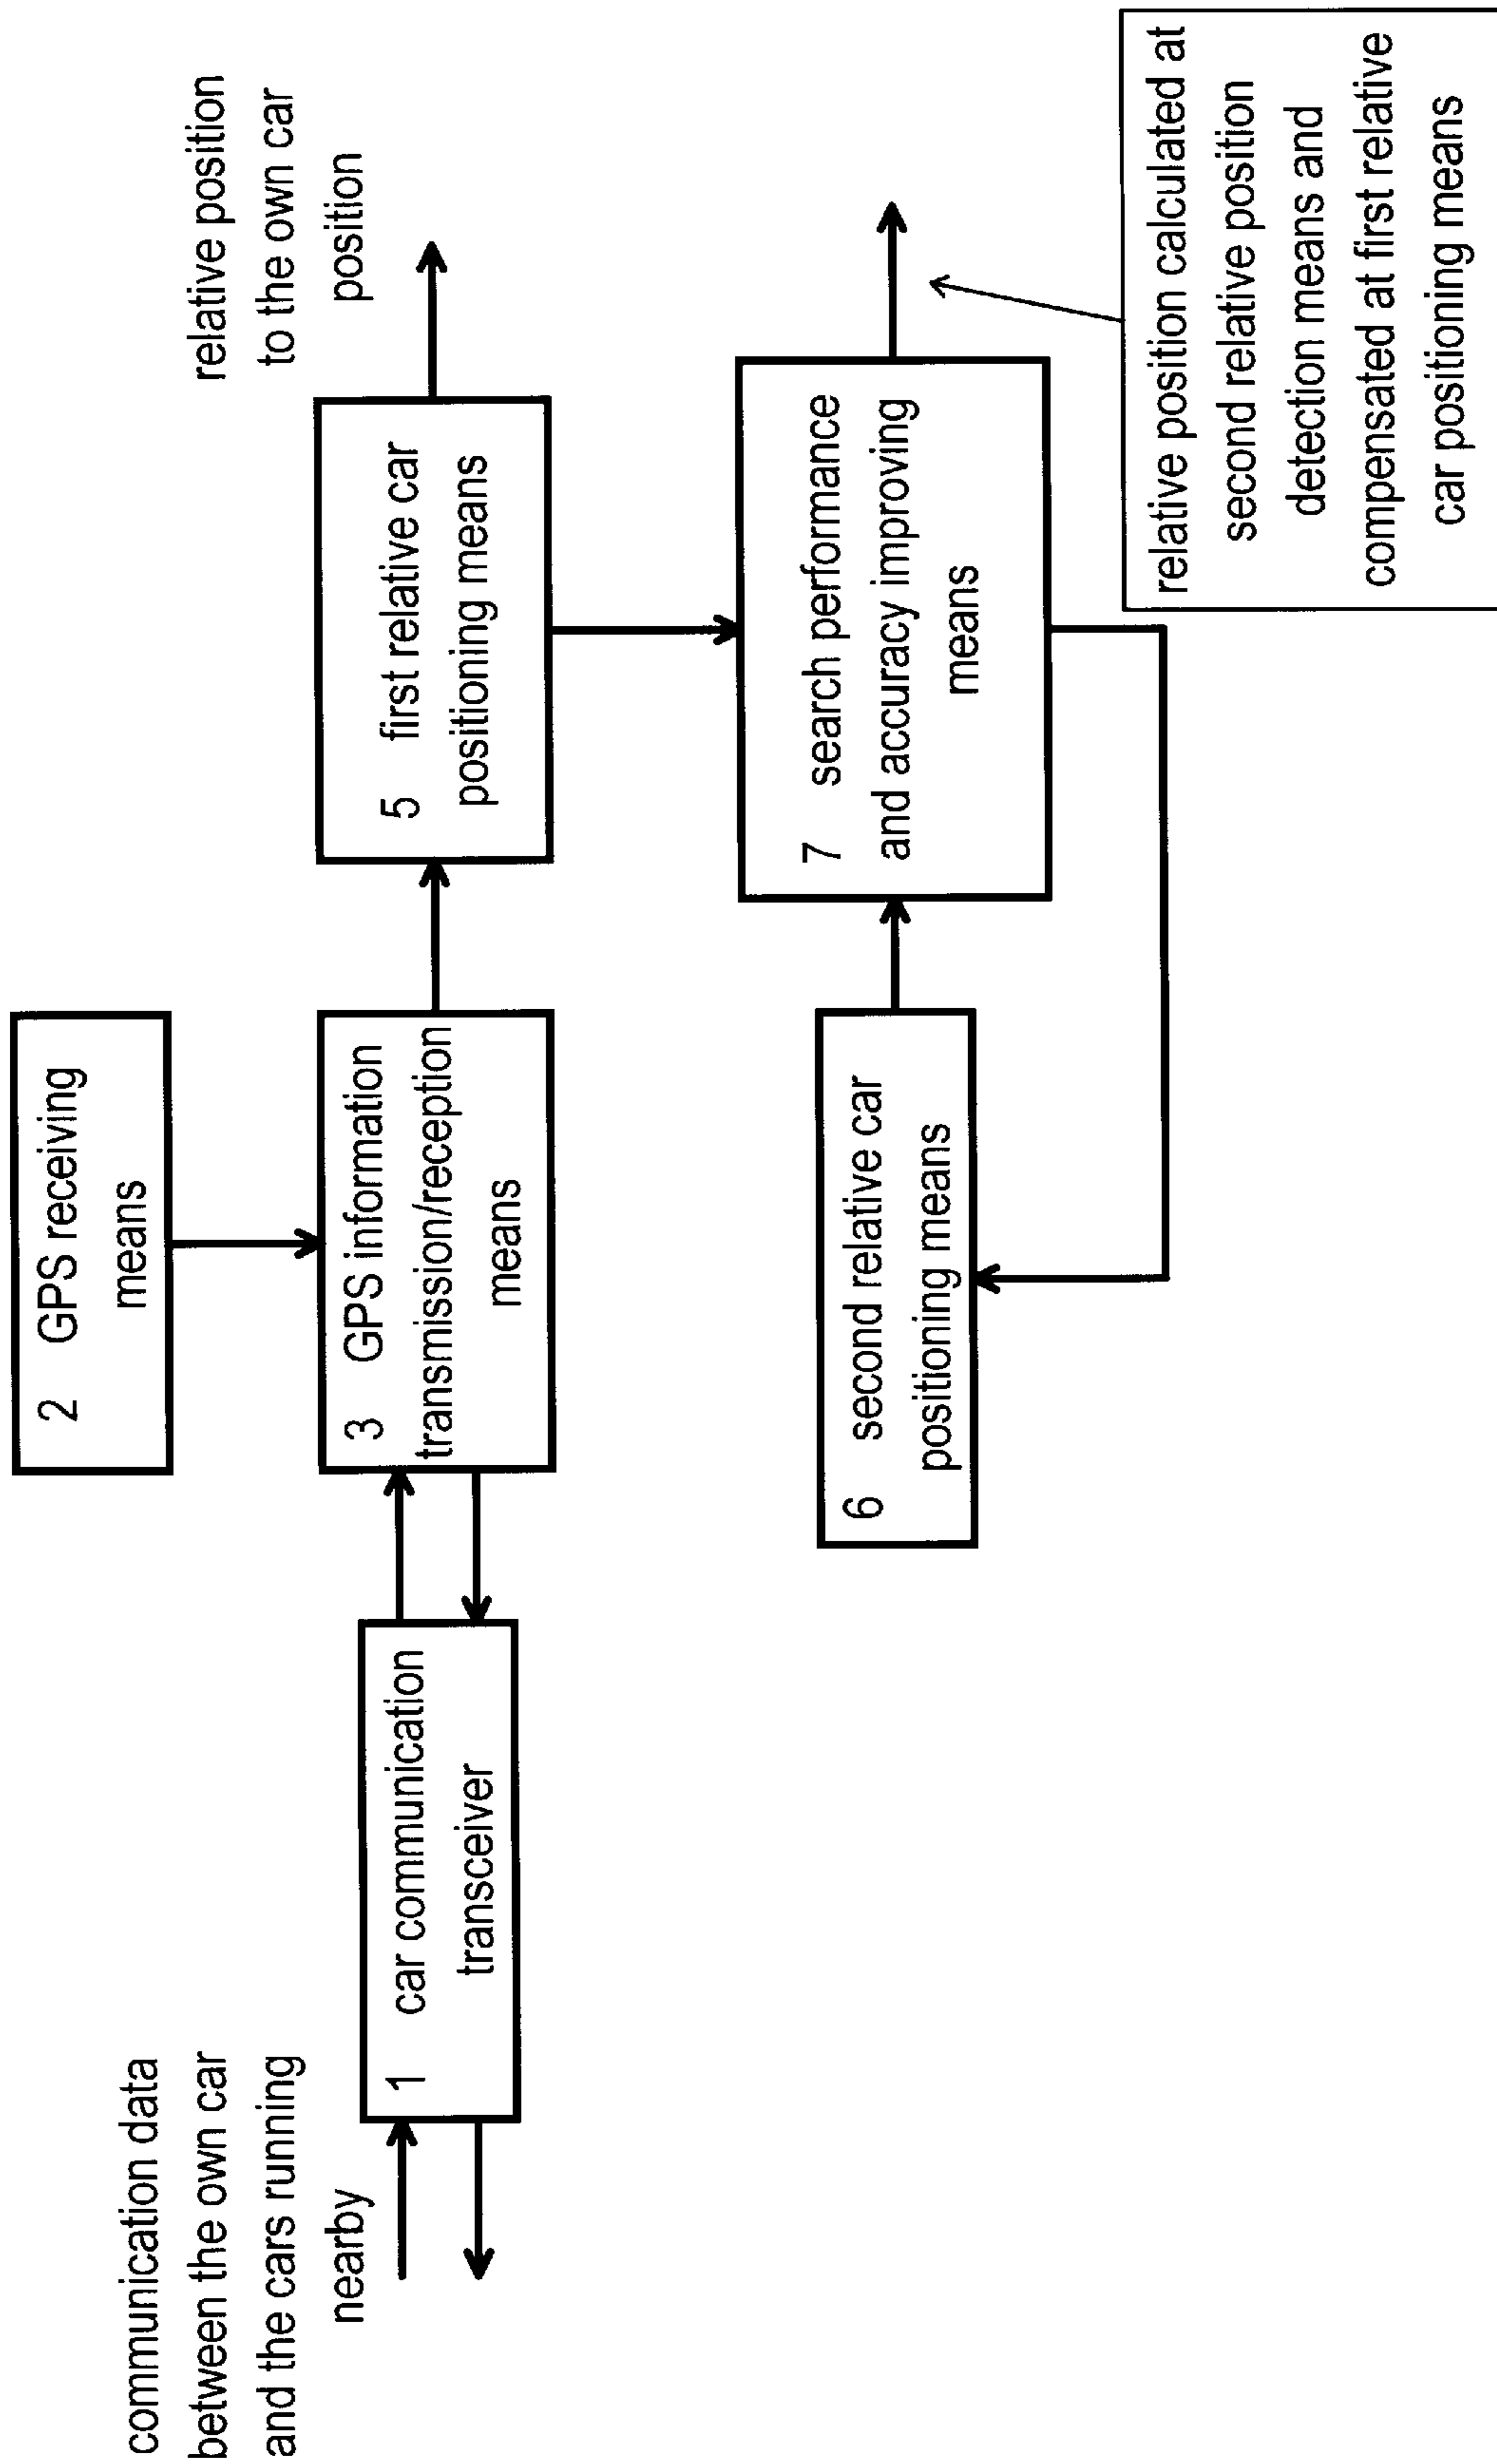 communication data
between the own car
and the cars running
nearby
1 car communication
transceiver
2 GPS receiving
means
3 GPS information
transmission/reception
means
5 first relative car
positioning means
relative position
to the own car
position
6 second relative car
positioning means
7 search performance
and accuracy improving
means
relative position calculated at
second relative position
detection means and
compensated at first relative
car positioning means